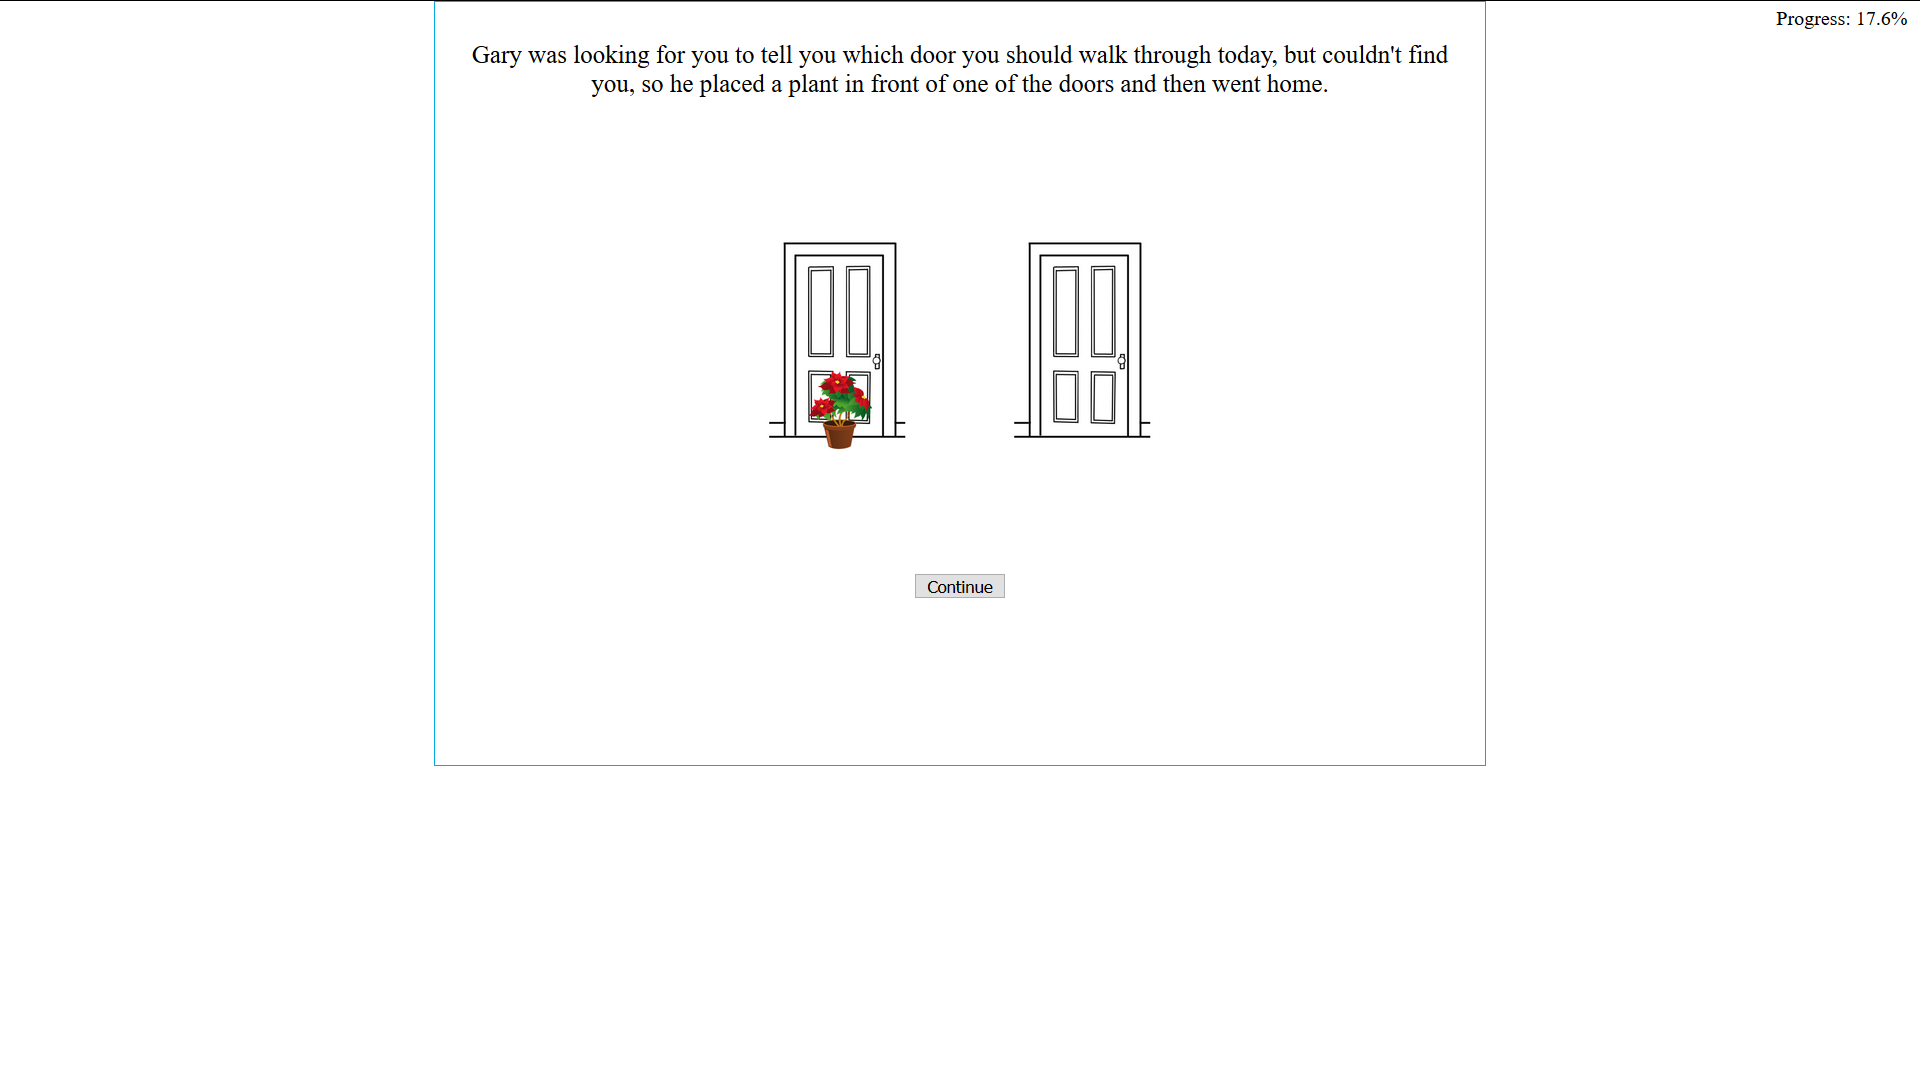 Progress: 17.6%
Gary was looking for you to tell you which door you should walk through today, but couldn't find
you, so he placed a plant in front of one of the doors and then went home.
Continue